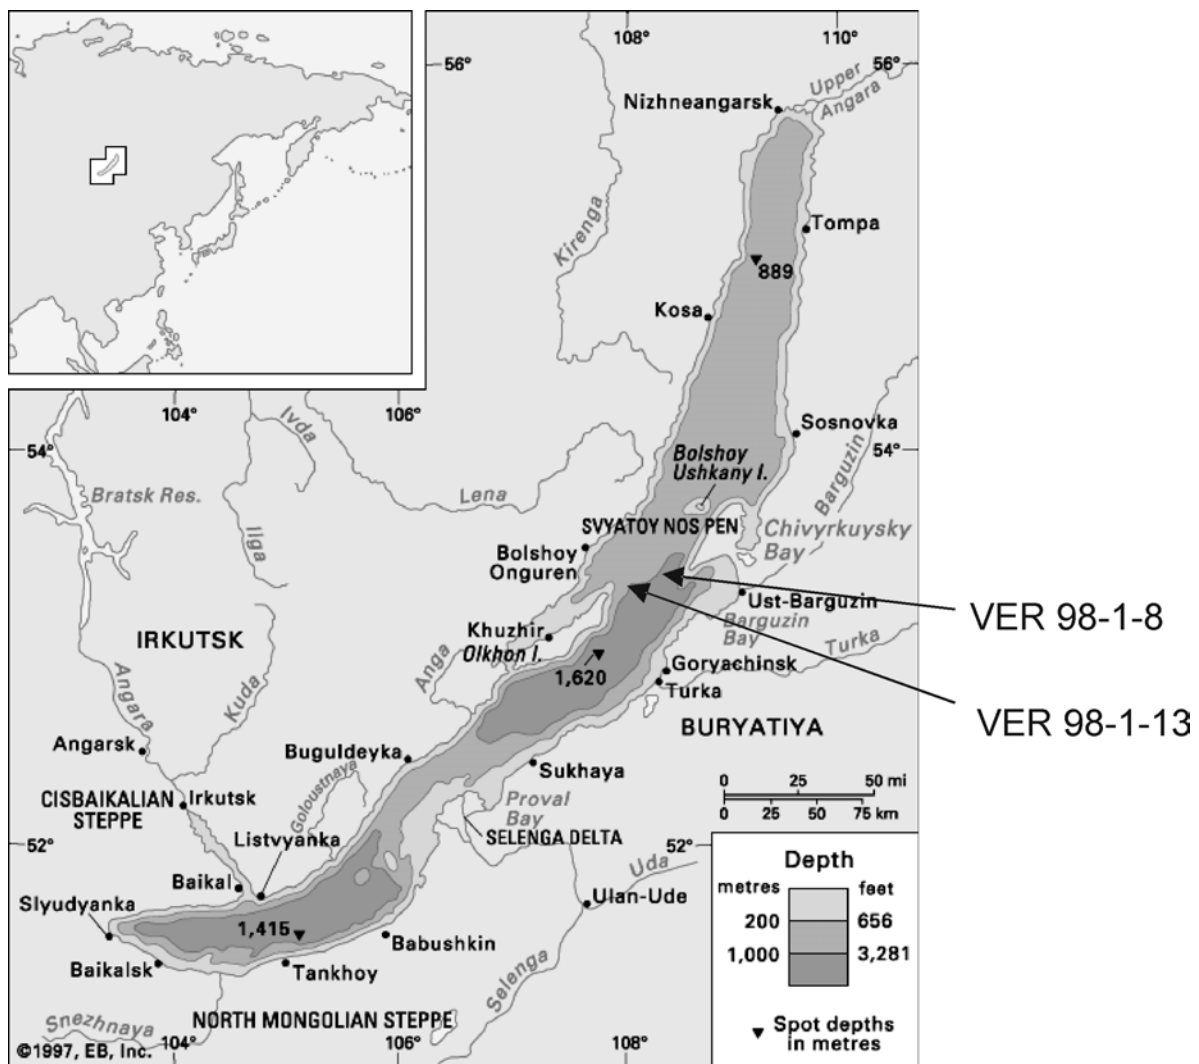 108°
110°
56°
56°
Upper
Angara
Nizhneangarsk
Kirenga
Tompa
889
Kosa
104°
106°
Ivda
Sosnovka
54°
54°
Bolshoy
Ushkany I.
Barguzin
Bratsk Res.
Lena
Ilga
SVYATOY NOS PEN
Chivyrkuysky
Bay
Bolshoy
Onguren
Ust-Barguzin
VER 98-1-8
Barguzin
Bay
IRKUTSK
Khuzhir
Olkhon I.
Turka
Anga
Goryachinsk
1,620
Turka
Kuda
Angara
VER 98-1-13
BURYATIYA
Angarsk
Buguldeyka
Sukhaya
0 25 50 mi
0 25 50 75 km
Goloustnaya
CISBAIKALIAN
STEPPE
Irkutsk
Proval
Bay
SELENGA DELTA
Listvyanka
52°
52°
Uda
Depth
metres feet
200 656
1,000 3,281
Baikal
Slyudyanka
Ulan-Ude
1,415
Babushkin
Baikalsk
Tankhoy
Selenga
Spot depths
in metres
Snezhnaya
NORTH MONGOLIAN STEPPE
©1997, EB, Inc.
104°
106°
108°